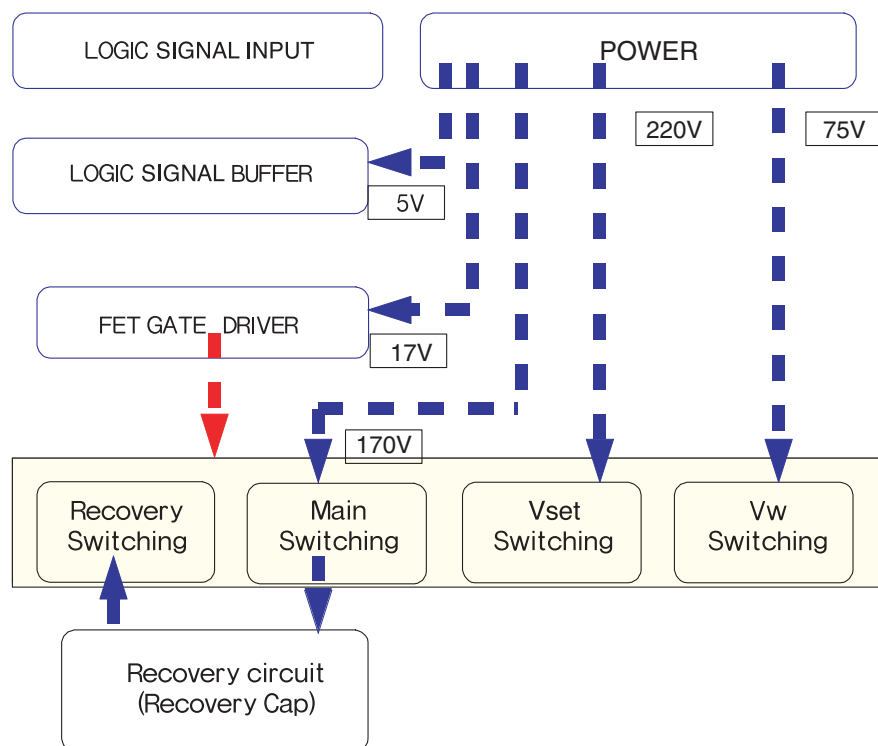 LOGIC SIGNAL INPUT
POWER
220V
75V
LOGIC SIGNAL BUFFER
5V
FET GATE DRIVER
17V
170V
Recovery
Switching
Main
Switching
Vset
Switching
Vw
Switching
Recovery circuit
(Recovery Cap)